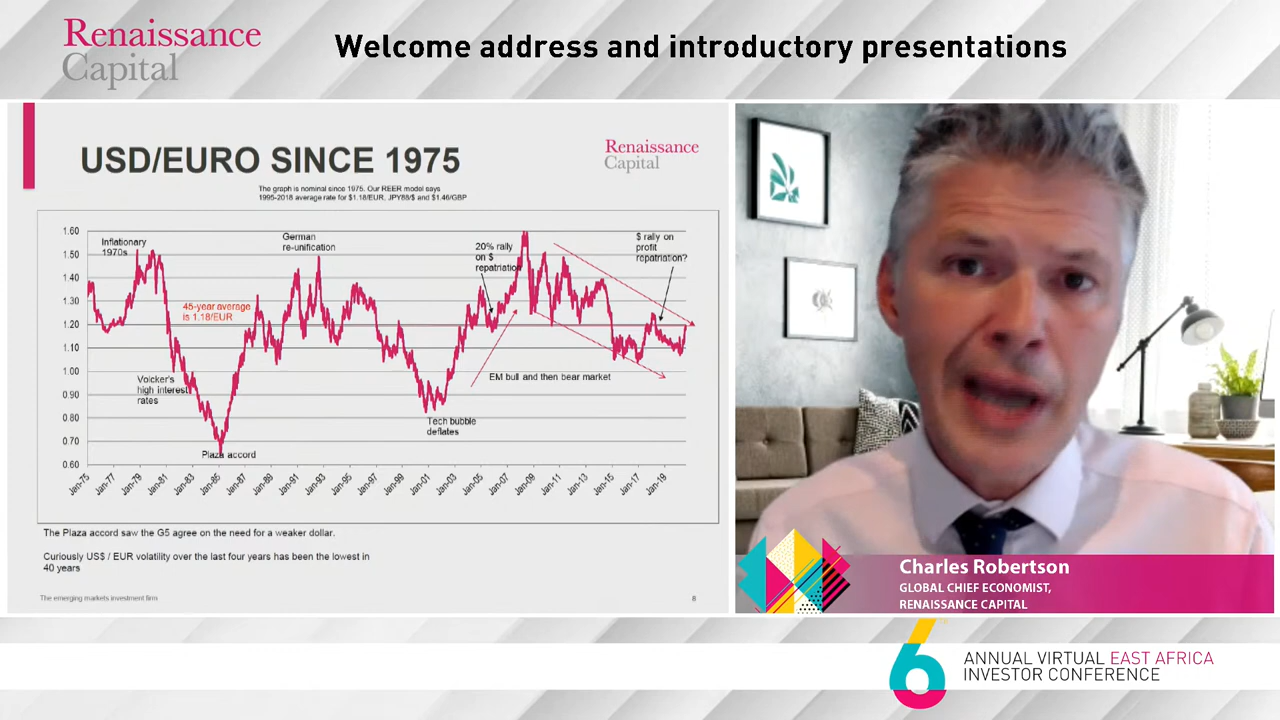 Renaissance
Capital
Welcome address and introductory presentations
USD/EURO SINCE 1975
Renaissance
Capital
The graph is nominal since 1975. Our REER model says
1995-2018 average rate for $1.18/EUR, JPY88/$ and $1.46/GBP
1.60
1.50
1.40
1.30
1.20
1.10
1.00
0.90
0.80
0.70
0.60
Inflationary
1970s
German
re-unification
20% rally
on $
repatriation
$ rally on
profit
repatriation?
45-year average
is 1.18/EUR
Volcker's
high interest
rates
EM bull and then bear market
Tech bubble
deflates
Plaza accord
Jan-75
Jan-77
Jan-79
Jan-81
Jan-83
Jan-85
Jan-87
Jan-89
Jan-91
Jan-93
Jan-95
Jan-97
Jan-99
Jan-01
Jan-03
Jan-05
Jan-07
Jan-09
Jan-11
Jan-13
Jan-15
Jan-17
Jan-19
The Plaza accord saw the G5 agree on the need for a weaker dollar.
Curiously US$ / EUR volatility over the last four years has been the lowest in
40 years
The emerging markets investment firm
8
Charles Robertson
GLOBAL CHIEF ECONOMIST,
RENAISSANCE CAPITAL
6
ANNUAL VIRTUAL EAST AFRICA
INVESTOR CONFERENCE